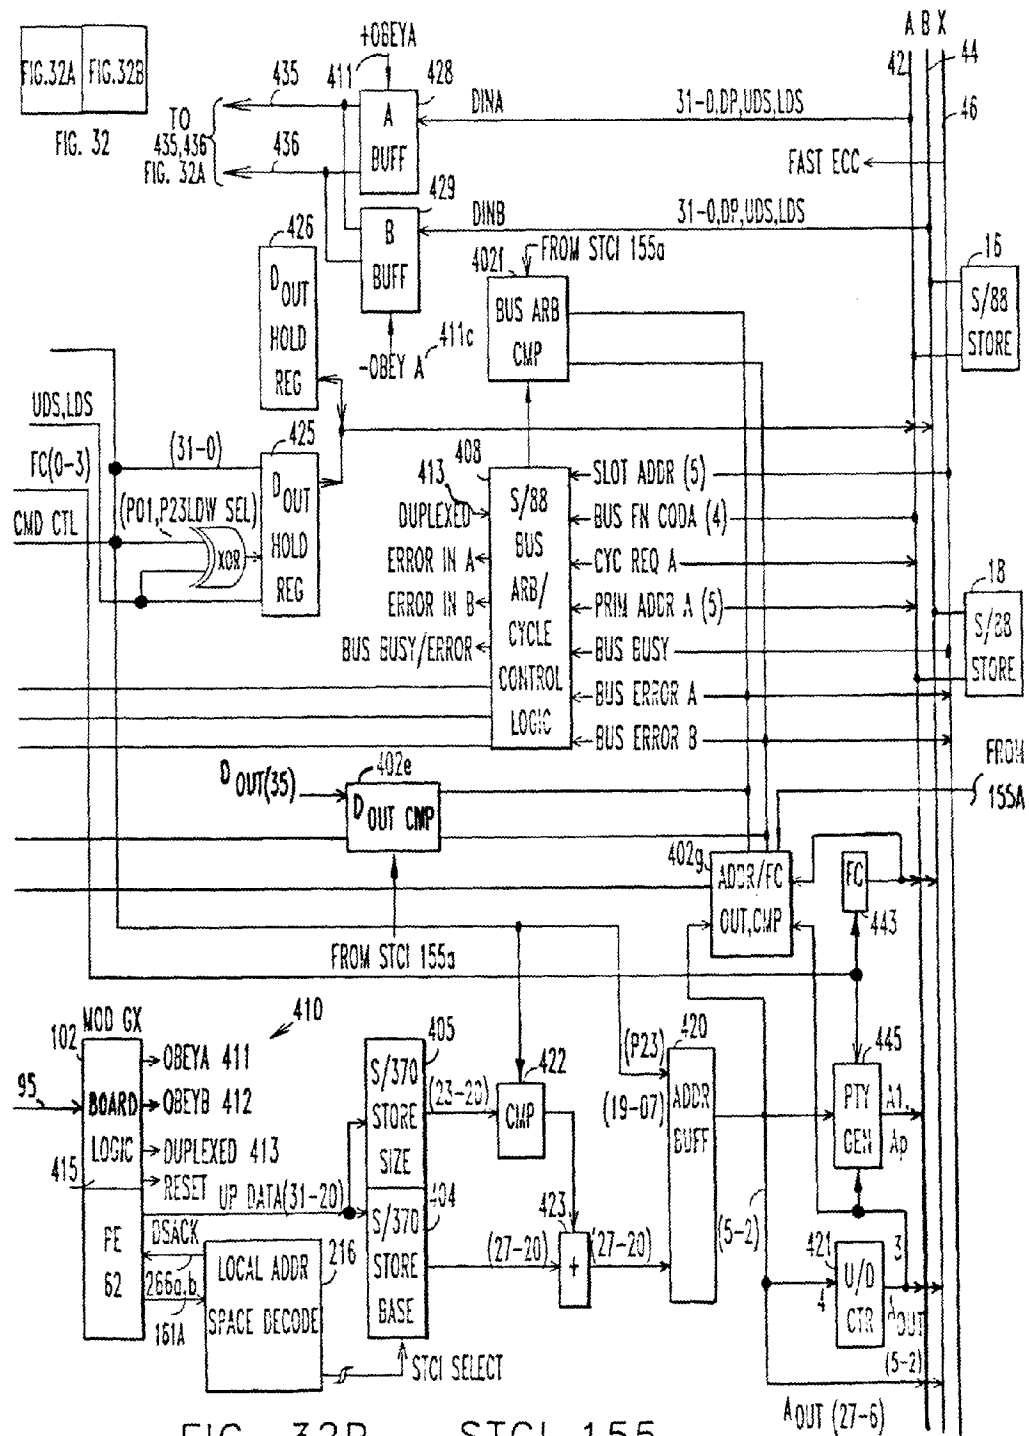 +OBEYA
A B X
FIG.32A FIG.32B
FIG. 32
411
435
428
42
44
46
TO
435,436
FIG. 32A
436
A
BUFF
DINA
31-0,DP,UDS,LDS
FAST ECC
429
B
BUFF
DINB
31-0,DP,UDS,LDS
426
D OUT
HOLD
REG
-OBEY A
411c
FROM STCI 155a
402f
BUS ARB
CMP
16
S/88
STORE
UDS,LDS
FC(0-3)
CMD CTL
(31-0)
(P01,P23LDW SEL)
XOR
425
D OUT
HOLD
REG
408
413
DUPLEXED
ERROR IN A
ERROR IN B
BUS BUSY/ERROR
S/88
BUS
ARB/
CYCLE
CONTROL
LOGIC
SLOT ADDR (5)
BUS FN CODA (4)
CYC REQ A
PRIM ADDR A (5)
BUS BUSY
BUS ERROR A
BUS ERROR B
18
S/88
STORE
FROM
155A
D OUT(35)
402e
D OUT CMP
FROM STCI 155a
402g
ADDR/FC
OUT,CMP
FC
443
410
MOD GX
102
95
BOARD
LOGIC
415
PE
62
OBEYA 411
OBEYB 412
DUPLEXED 413
RESET
UP DATA(31-20)
DSACK
266a,b
161A
LOCAL ADDR
SPACE DECODE
216
405
S/370
STORE
SIZE
404
S/370
STORE
BASE
STCI SELECT
(23-20)
422
CMP
(27-20)
423
+
(27-20)
(P23)
(19-07)
420
ADDR
BUFF
(5-2)
445
PTY
GEN
A1,
Ap
421
U/D
CTR
4
3
A OUT
(5-2)
A OUT (27-6)
FIG. 32B STCI 155